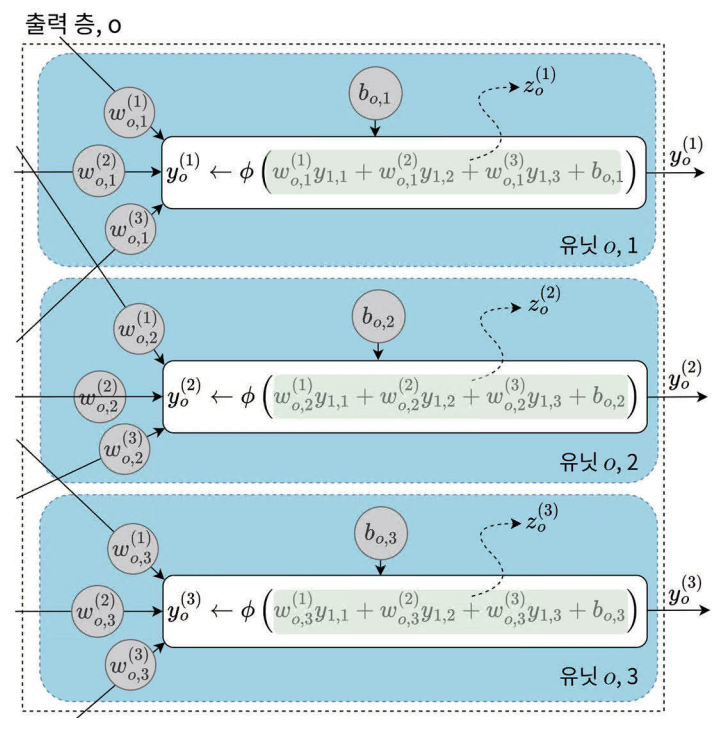 출력 층, o
w_{o,1}^{(1)}
b_{o,1}
z_o^{(1)}
w_{o,1}^{(2)}
y_o^{(1)} ← ϕ ( w_{o,1}^{(1)} y_{1,1} + w_{o,1}^{(2)} y_{1,2} + w_{o,1}^{(3)} y_{1,3} + b_{o,1} )
y_o^{(1)}
w_{o,1}^{(3)}
유닛 o, 1
w_{o,2}^{(1)}
b_{o,2}
z_o^{(2)}
w_{o,2}^{(2)}
y_o^{(2)} ← ϕ ( w_{o,2}^{(1)} y_{1,1} + w_{o,2}^{(2)} y_{1,2} + w_{o,2}^{(3)} y_{1,3} + b_{o,2} )
y_o^{(2)}
w_{o,2}^{(3)}
유닛 o, 2
w_{o,3}^{(1)}
b_{o,3}
z_o^{(3)}
w_{o,3}^{(2)}
y_o^{(3)} ← ϕ ( w_{o,3}^{(1)} y_{1,1} + w_{o,3}^{(2)} y_{1,2} + w_{o,3}^{(3)} y_{1,3} + b_{o,3} )
y_o^{(3)}
w_{o,3}^{(3)}
유닛 o, 3